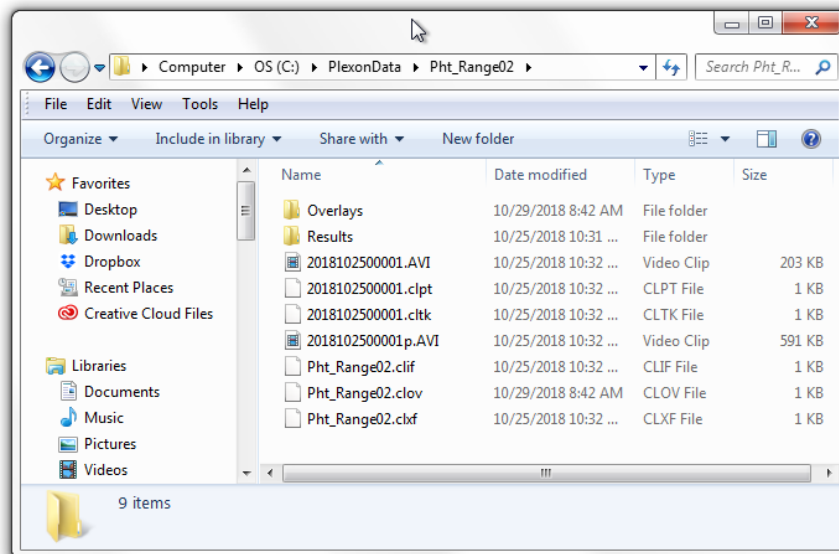 Computer OS (C:) PlexonData Pht_Range02 Search Pht_R...
File Edit View Tools Help
Organize Include in library Share with New folder
Favorites
Desktop
Downloads
Dropbox
Recent Places
Creative Cloud Files
Libraries
Documents
Music
Pictures
Videos
Name Date modified Type Size
Overlays 10/29/2018 8:42 AM File folder
Results 10/25/2018 10:31 ... File folder
2018102500001.AVI 10/25/2018 10:32 ... Video Clip 203 KB
2018102500001.clpt 10/25/2018 10:32 ... CLPT File 1 KB
2018102500001.cltk 10/25/2018 10:32 ... CLTK File 1 KB
2018102500001p.AVI 10/25/2018 10:32 ... Video Clip 591 KB
Pht_Range02.clif 10/25/2018 10:32 ... CLIF File 1 KB
Pht_Range02.clov 10/29/2018 8:42 AM CLOV File 1 KB
Pht_Range02.clxf 10/25/2018 10:32 ... CLXF File 1 KB
9 items